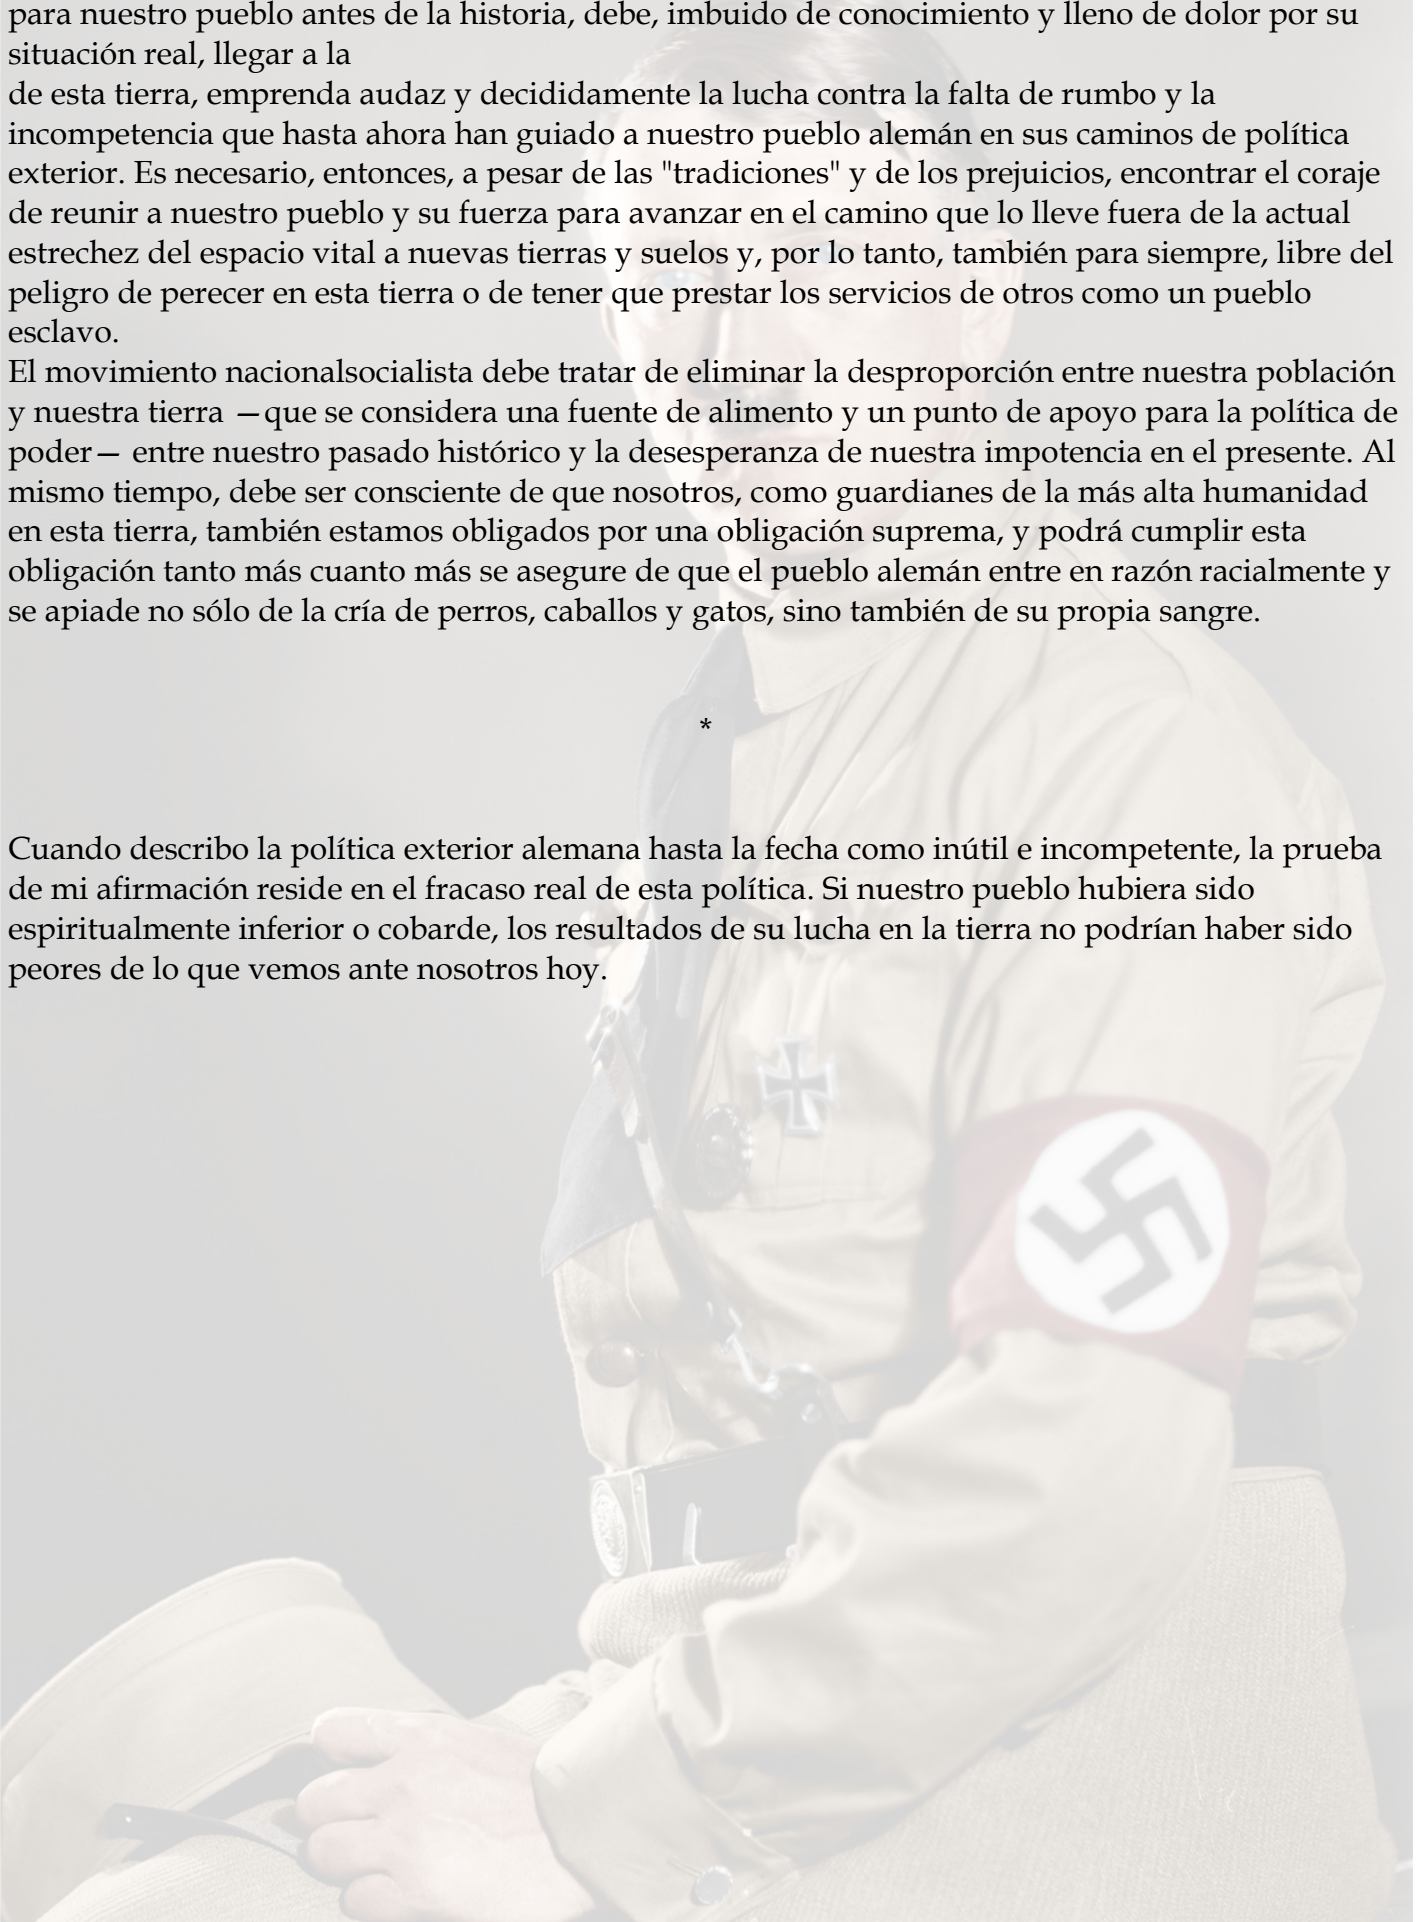 para nuestro pueblo antes de la historia, debe, imbuido de conocimiento y lleno de dolor por su
situación real, llegar a la
de esta tierra, emprenda audaz y decididamente la lucha contra la falta de rumbo y la
incompetencia que hasta ahora han guiado a nuestro pueblo alemán en sus caminos de política
exterior. Es necesario, entonces, a pesar de las "tradiciones" y de los prejuicios, encontrar el coraje
de reunir a nuestro pueblo y su fuerza para avanzar en el camino que lo lleve fuera de la actual
estrechez del espacio vital a nuevas tierras y suelos y, por lo tanto, también para siempre, libre del
peligro de perecer en esta tierra o de tener que prestar los servicios de otros como un pueblo
esclavo.
El movimiento nacionalsocialista debe tratar de eliminar la desproporción entre nuestra población
y nuestra tierra —que se considera una fuente de alimento y un punto de apoyo para la política de
poder— entre nuestro pasado histórico y la desesperanza de nuestra impotencia en el presente. Al
mismo tiempo, debe ser consciente de que nosotros, como guardianes de la más alta humanidad
en esta tierra, también estamos obligados por una obligación suprema, y podrá cumplir esta
obligación tanto más cuanto más se asegure de que el pueblo alemán entre en razón racialmente y
se apiade no sólo de la cría de perros, caballos y gatos, sino también de su propia sangre.
*
Cuando describo la política exterior alemana hasta la fecha como inútil e incompetente, la prueba
de mi afirmación reside en el fracaso real de esta política. Si nuestro pueblo hubiera sido
espiritualmente inferior o cobarde, los resultados de su lucha en la tierra no podrían haber sido
peores de lo que vemos ante nosotros hoy.